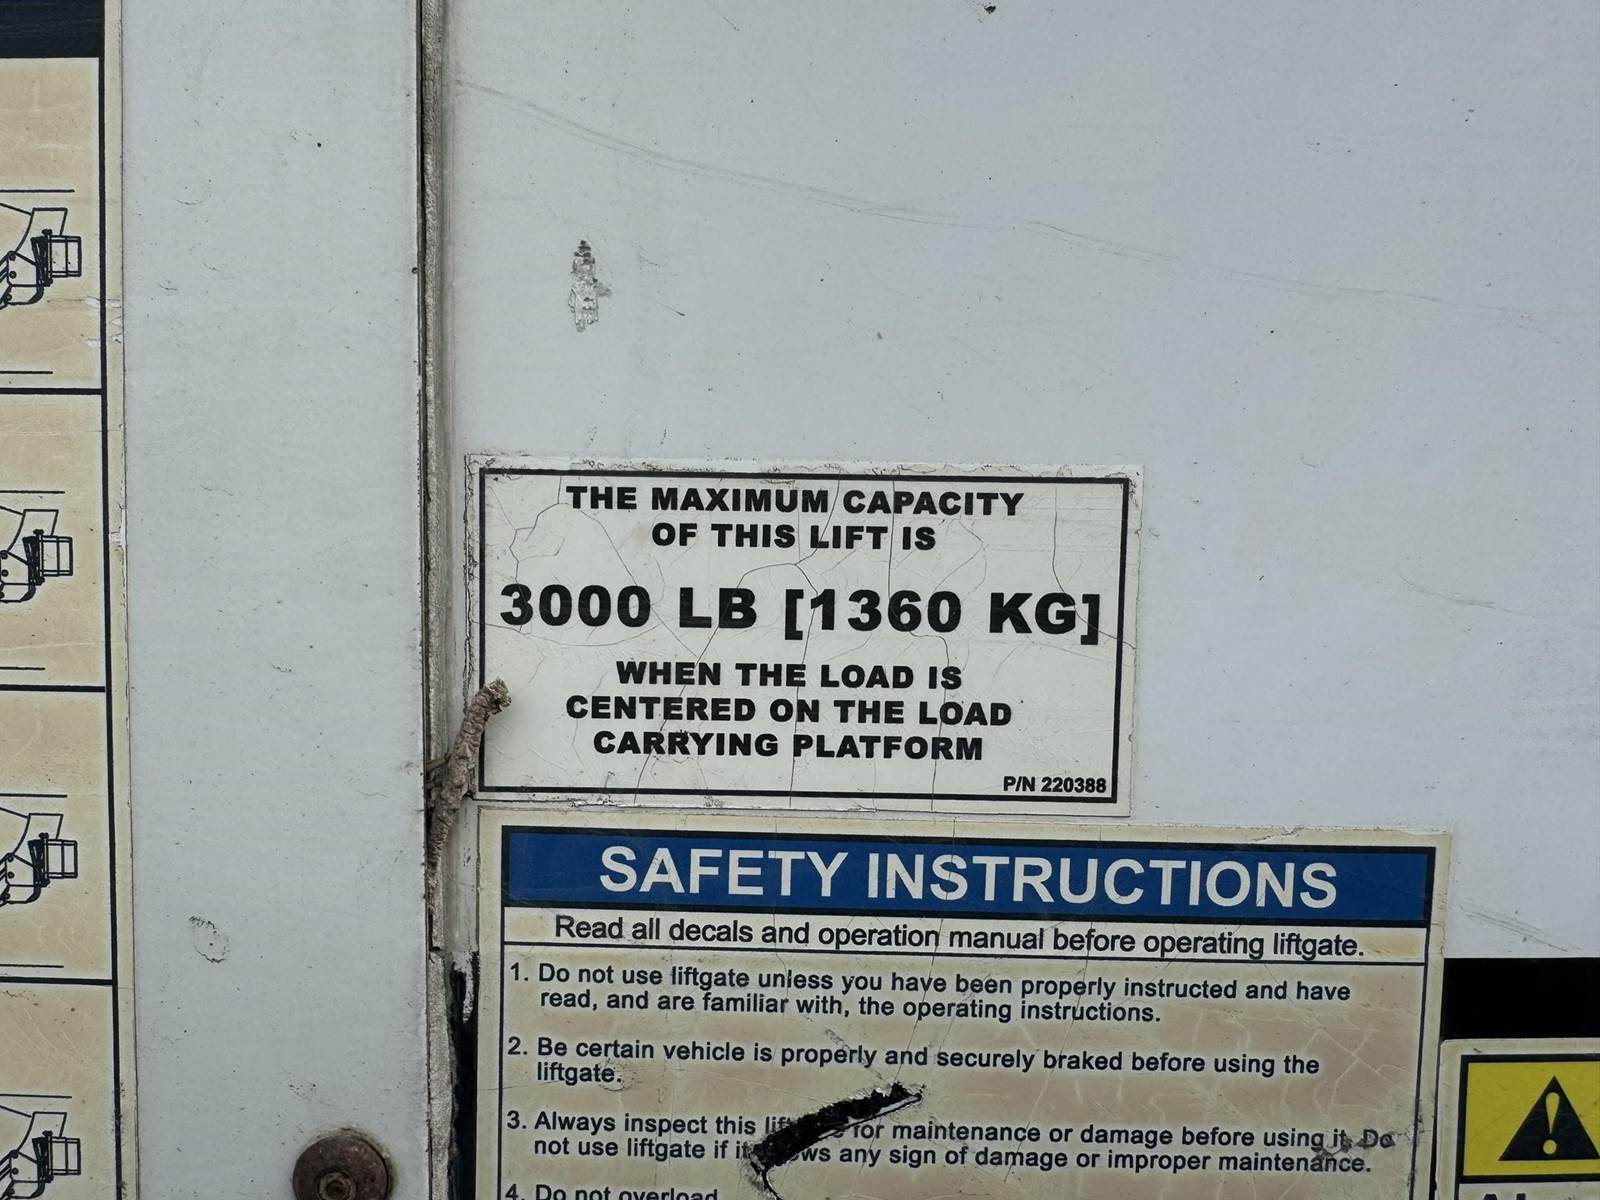 THE MAXIMUM CAPACITY
OF THIS LIFT IS
3000 LB [1360 KG]
WHEN THE LOAD IS
CENTERED ON THE LOAD
CARRYING PLATFORM
P/N 220388
SAFETY INSTRUCTIONS
Read all decals and operation manual before operating liftgate.
1. Do not use liftgate unless you have been properly instructed and have
read, and are familiar with, the operating instructions.
2. Be certain vehicle is properly and securely braked before using the
liftgate.
3. Always inspect this for maintenance or damage before using it. Do
not use liftgate if any sign of damage or improper maintenance.
4. Do not overload